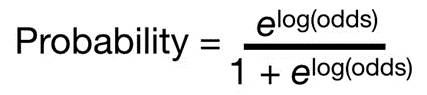 Probability = e^log(odds) / 1 + e^log(odds)